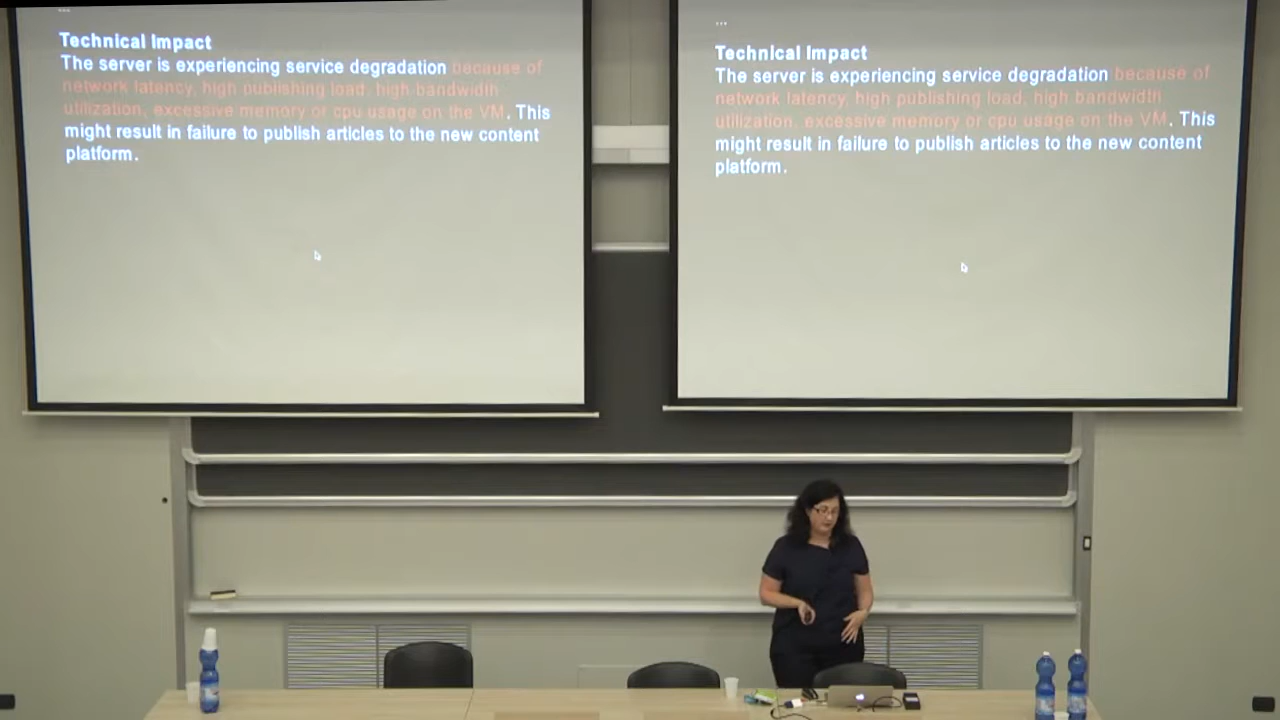 ...
Technical Impact
The server is experiencing service degradation because of
network latency, high publishing load, high bandwidth
utilization, excessive memory or cpu usage on the VM. This
might result in failure to publish articles to the new content
platform.
...
Technical Impact
The server is experiencing service degradation because of
network latency, high publishing load, high bandwidth
utilization, excessive memory or cpu usage on the VM. This
might result in failure to publish articles to the new content
platform.